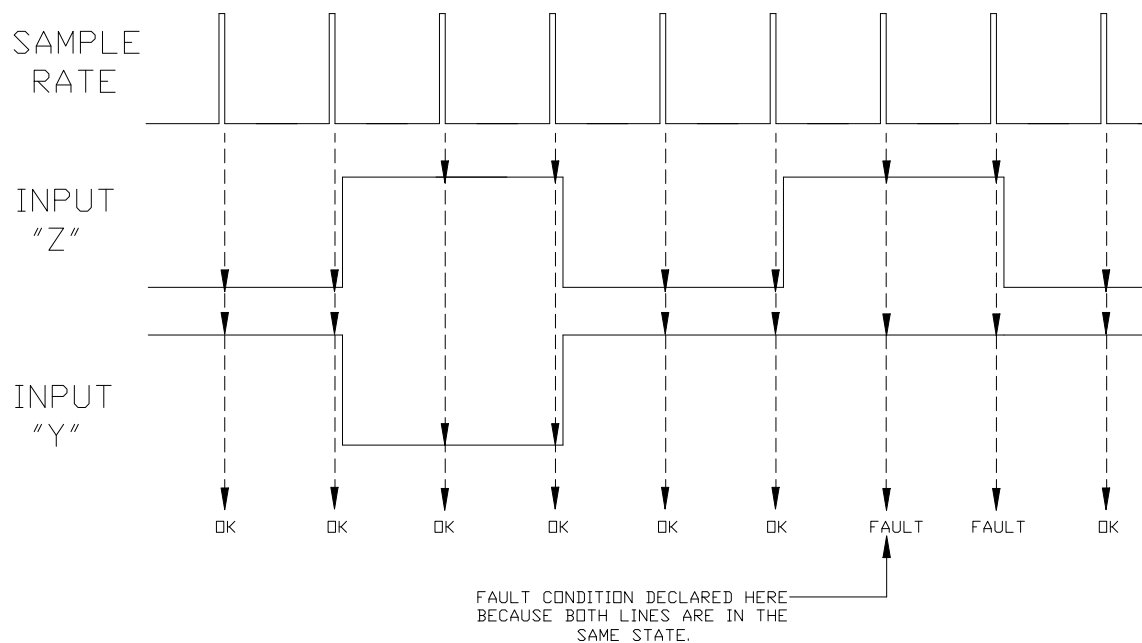 SAMPLE
RATE
INPUT
"Z"
INPUT
"Y"
OK OK OK OK OK OK FAULT FAULT OK
FAULT CONDITION DECLARED HERE
BECAUSE BOTH LINES ARE IN THE
SAME STATE.